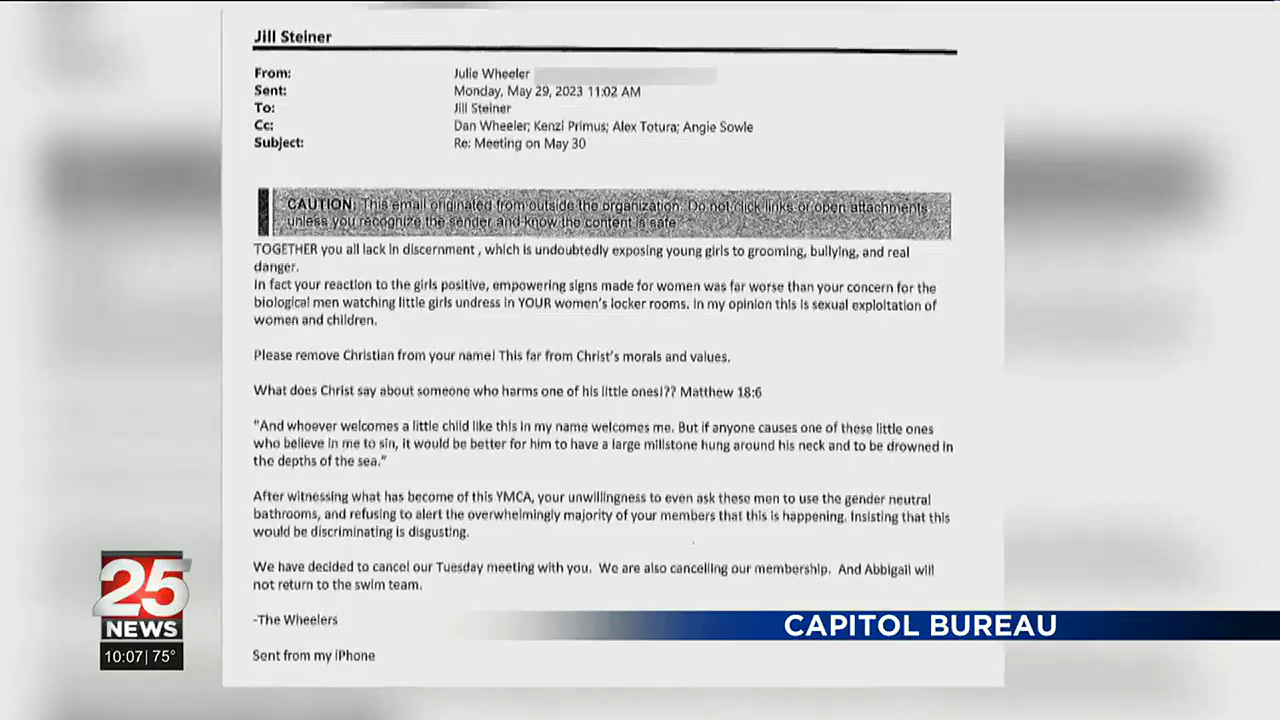 Jill Steiner
From: Julie Wheeler
Sent: Monday, May 29, 2023 11:02 AM
To: Jill Steiner
Cc: Dan Wheeler; Kenzi Primus; Alex Totura; Angie Sowle
Subject: Re: Meeting on May 30
CAUTION: This email originated from outside the organization. Do not click links or open attachments
unless you recognize the sender and know the content is safe
TOGETHER you all lack in discernment , which is undoubtedly exposing young girls to grooming, bullying, and real
danger.
In fact your reaction to the girls positive, empowering signs made for women was far worse than your concern for the
biological men watching little girls undress in YOUR women's locker rooms. In my opinion this is sexual exploitation of
women and children.
Please remove Christian from your name! This far from Christ's morals and values.
What does Christ say about someone who harms one of his little ones!?? Matthew 18:6
"And whoever welcomes a little child like this in my name welcomes me. But if anyone causes one of these little ones
who believe in me to sin, it would be better for him to have a large millstone hung around his neck and to be drowned in
the depths of the sea."
After witnessing what has become of this YMCA, your unwillingness to even ask these men to use the gender neutral
bathrooms, and refusing to alert the overwhelmingly majority of your members that this is happening. Insisting that this
would be discriminating is disgusting.
We have decided to cancel our Tuesday meeting with you. We are also cancelling our membership. And Abbigail will
not return to the swim team.
-The Wheelers
Sent from my iPhone
25
NEWS
10:07 | 75°
CAPITOL BUREAU